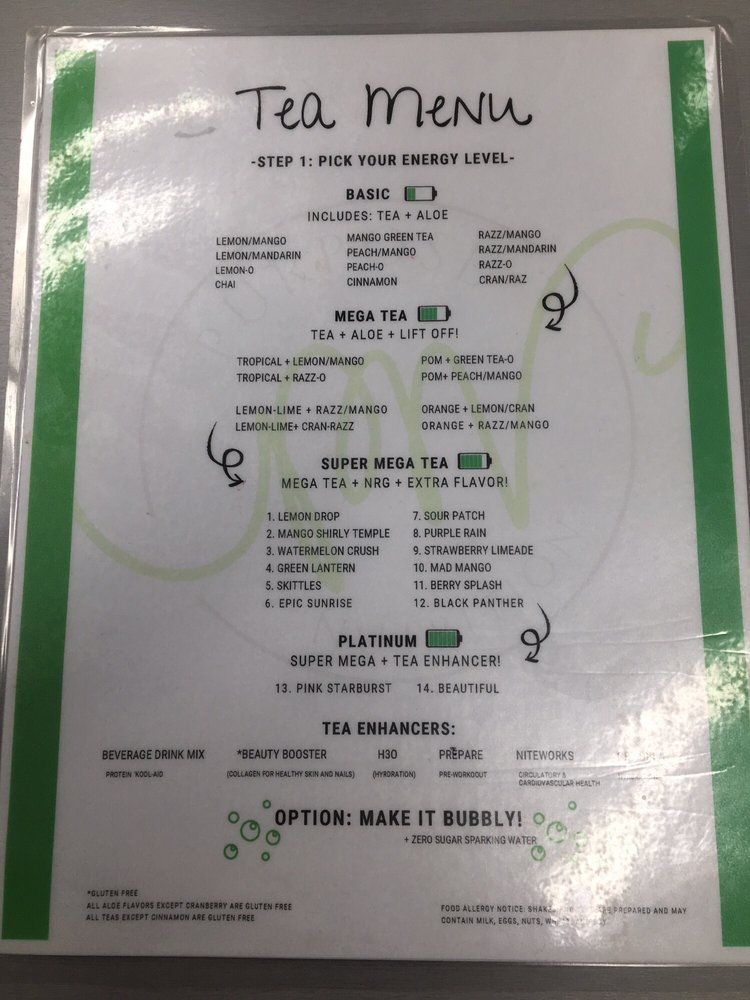 Tea Menu
-STEP 1: PICK YOUR ENERGY LEVEL-
BASIC
INCLUDES: TEA + ALOE
LEMON/MANGO MANGO GREEN TEA RAZZ/MANGO
LEMON/MANDARIN PEACH/MANGO RAZZ/MANDARIN
LEMON-O PEACH-O RAZZ-O
CHAI CINNAMON CRAN/RAZ
MEGA TEA
TEA + ALOE + LIFT OFF!
TROPICAL + LEMON/MANGO POM + GREEN TEA-O
TROPICAL + RAZZ-O POM+ PEACH/MANGO
LEMON-LIME + RAZZ/MANGO ORANGE + LEMON/CRAN
LEMON-LIME+ CRAN-RAZZ ORANGE + RAZZ/MANGO
SUPER MEGA TEA
MEGA TEA + NRG + EXTRA FLAVOR!
1. LEMON DROP 7. SOUR PATCH
2. MANGO SHIRLY TEMPLE 8. PURPLE RAIN
3. WATERMELON CRUSH 9. STRAWBERRY LIMEADE
4. GREEN LANTERN 10. MAD MANGO
5. SKITTLES 11. BERRY SPLASH
6. EPIC SUNRISE 12. BLACK PANTHER
PLATINUM
SUPER MEGA + TEA ENHANCER!
13. PINK STARBURST 14. BEAUTIFUL
TEA ENHANCERS:
BEVERAGE DRINK MIX *BEAUTY BOOSTER H3O PREPARE NITEWORKS
PROTEIN KOOL-AID (COLLAGEN FOR HEALTHY SKIN AND NAILS) (HYDRATION) PRE-WORKOOUT CIRCULATORY &
CARDIOVASCULAR HEALTH
OPTION: MAKE IT BUBBLY!
+ ZERO SUGAR SPARKING WATER
*GLUTEN FREE
ALL ALOE FLAVORS EXCEPT CRANBERRY ARE GLUTEN FREE
ALL TEAS EXCEPT CINNAMON ARE GLUTEN FREE
FOOD ALLERGY NOTICE: PREPARED AND MAY
CONTAIN MILK, EGGS, NUTS,